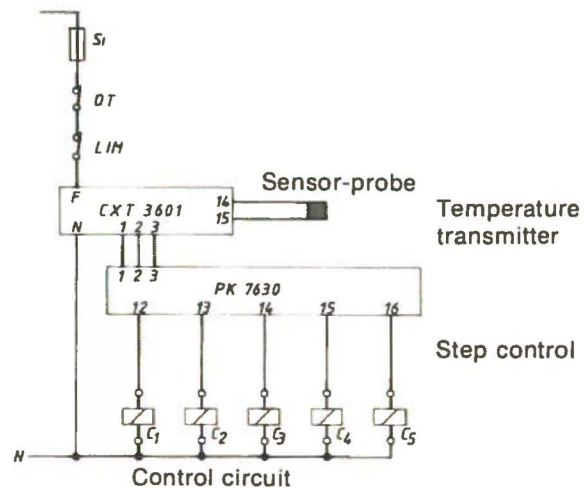 S1
OT
LIM
Sensor-probe
F
CXT 3601
14
15
N
1 2 3
Temperature
transmitter
1 2 3
PK 7630
12 13 14 15 16
Step control
C1 C2 C3 C4 C5
N
Control circuit